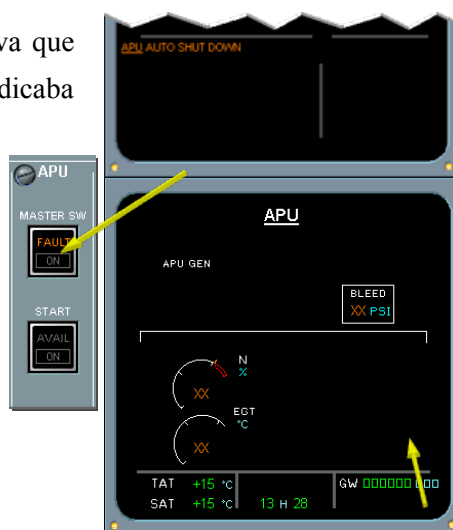 va que
dicaba
APU AUTO SHUT DOWN
APU
MASTER SW
FAULT
ON
START
AVAIL
ON
APU
APU GEN
BLEED
XX PSI
N
%
XX
EGT
°C
XX
TAT +15 °C
GW
SAT +15 °C 13 H 28